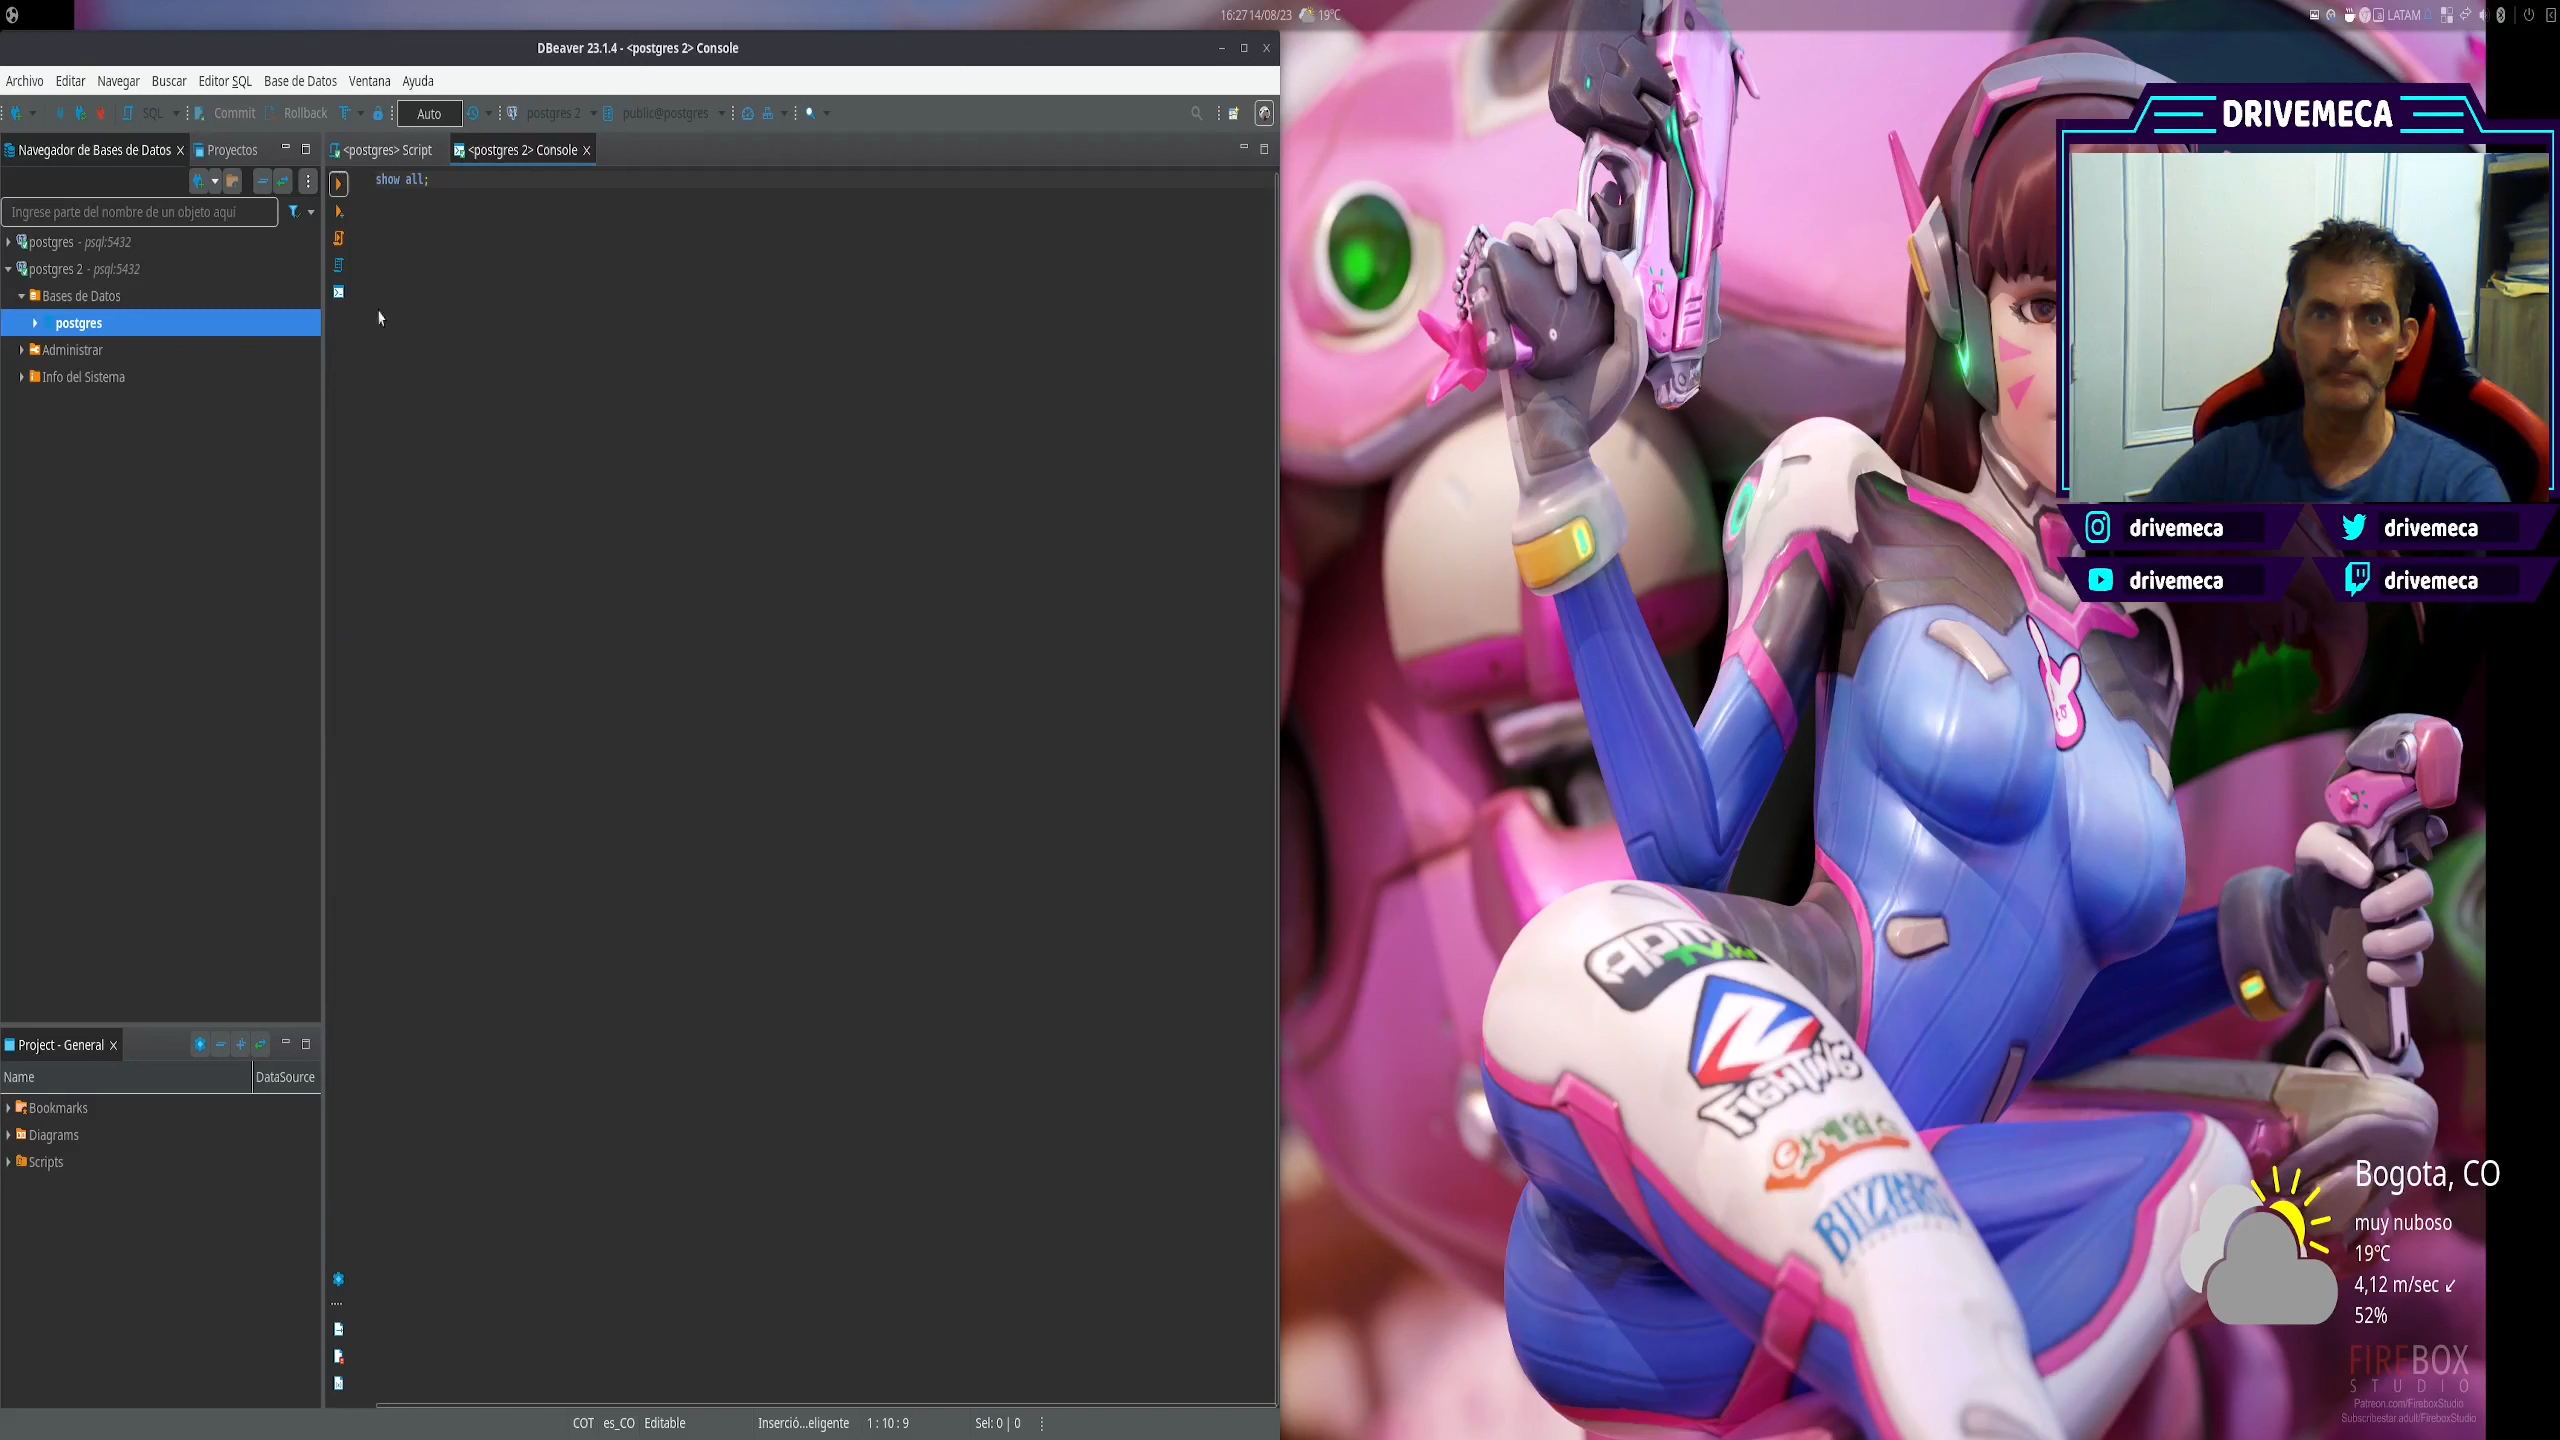 16:27 14/08/23 19°C
LATAM
DBeaver 23.1.4 - <postgres 2> Console
Archivo Editar Navegar Buscar Editor SQL Base de Datos Ventana Ayuda
SQL Commit Rollback Auto postgres 2 public@postgres
Navegador de Bases de Datos Proyectos <postgres> Script <postgres 2> Console
show all;
Ingrese parte del nombre de un objeto aquí
postgres - psql:5432
postgres 2 - psql:5432
Bases de Datos
postgres
Administrar
Info del Sistema
Project - General
Name DataSource
Bookmarks
Diagrams
Scripts
COT es_CO Editable Inserció...eligente 1 : 10 : 9 Sel: 0 | 0
DRIVEMECA
drivemeca drivemeca
drivemeca drivemeca
FIGHTING
BLIZZARD
Bogota, CO
muy nuboso
19°C
4,12 m/sec ↙
52%
FIREBOX
STUDIO
Patreon.com/FireboxStudio
Subscribestar.adult/FireboxStudio